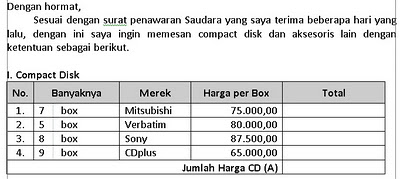 Dengan hormat,
Sesuai dengan surat penawaran Saudara yang saya terima beberapa hari yang
lalu, dengan ini saya ingin memesan compact disk dan aksesoris lain dengan
ketentuan sebagai berikut.
I. Compact Disk
No. Banyaknya Merek Harga per Box Total
1. 7 box Mitsubishi 75.000,00
2. 5 box Verbatim 80.000,00
3. 8 box Sony 87.500,00
4. 9 box CDplus 65.000,00
Jumlah Harga CD (A)